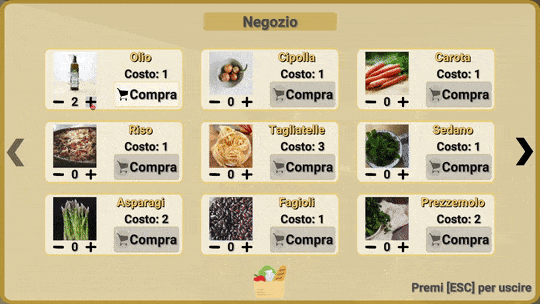 Negozio
Olio
Costo: 1
2
Compra
Cipolla
Costo: 1
0
Compra
Carota
Costo: 1
0
Compra
Riso
Costo: 1
0
Compra
Tagliatelle
Costo: 3
0
Compra
Sedano
Costo: 1
0
Compra
Asparagi
Costo: 2
0
Compra
Fagioli
Costo: 1
0
Compra
Prezzemolo
Costo: 2
0
Compra
Premi [ESC] per uscire